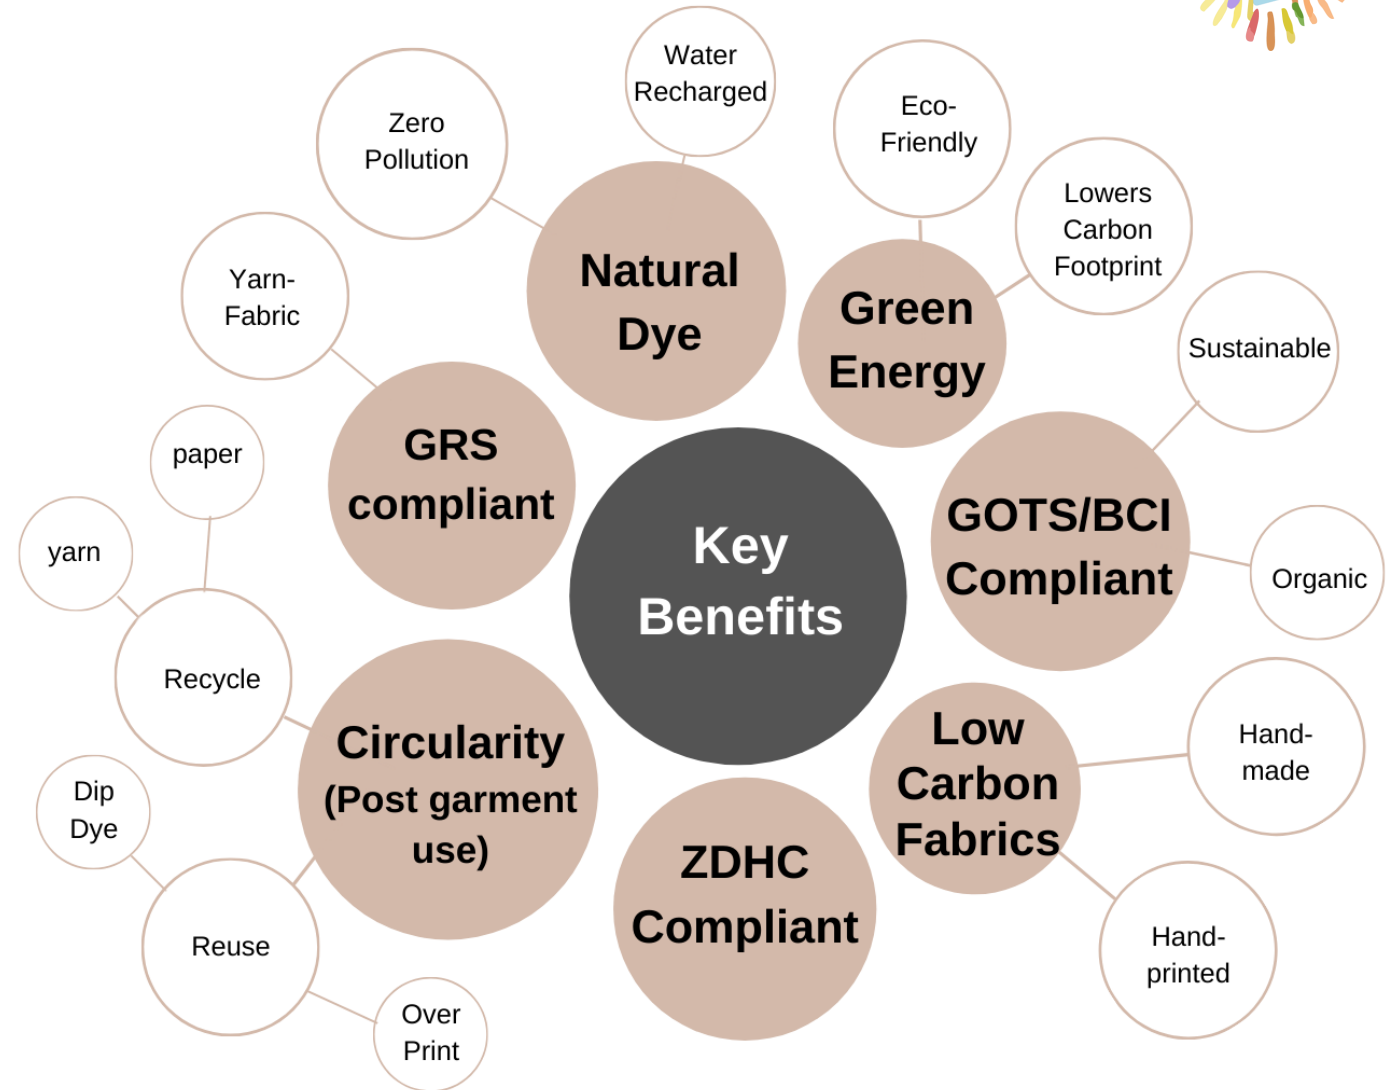 Water
Recharged
Zero
Pollution
Eco-
Friendly
Lowers
Carbon
Footprint
Yarn-
Fabric
Natural
Dye
Green
Energy
Sustainable
paper
GRS
compliant
yarn
Key
Benefits
GOTS/BCI
Compliant
Organic
Recycle
Circularity
(Post garment
use)
Low
Carbon
Fabrics
Hand-
made
Dip
Dye
ZDHC
Compliant
Reuse
Hand-
printed
Over
Print